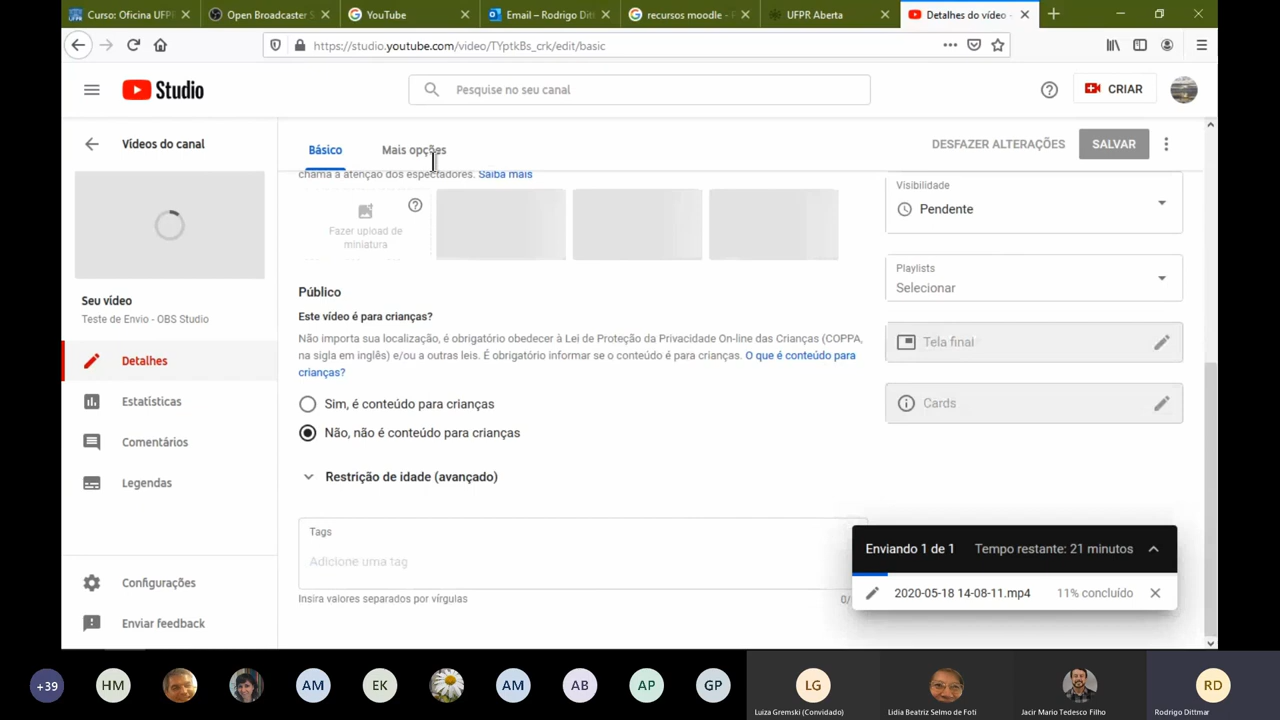 Curso: Oficina UFPR
Open Broadcaster S
YouTube
Email – Rodrigo Ditt
recursos moodle - P
UFPR Aberta
Detalhes do vídeo -
https://studio.youtube.com/video/TYptkBs_crk/edit/basic
Studio
Pesquise no seu canal
CRIAR
Vídeos do canal
Básico
Mais opções
DESFAZER ALTERAÇÕES
SALVAR
chama a atenção dos espectadores. Saiba mais
Fazer upload de
miniatura
Visibilidade
Pendente
Playlists
Selecionar
Tela final
Cards
Seu vídeo
Teste de Envio - OBS Studio
Detalhes
Estatísticas
Comentários
Legendas
Configurações
Enviar feedback
Público
Este vídeo é para crianças?
Não importa sua localização, é obrigatório obedecer à Lei de Proteção da Privacidade On-line das Crianças (COPPA,
na sigla em inglês) e/ou a outras leis. É obrigatório informar se o conteúdo é para crianças. O que é conteúdo para
crianças?
Sim, é conteúdo para crianças
Não, não é conteúdo para crianças
Restrição de idade (avançado)
Tags
Adicione uma tag
Insira valores separados por vírgulas
0/
Enviando 1 de 1
Tempo restante: 21 minutos
2020-05-18 14-08-11.mp4
11% concluído
+39
HM
AM
EK
AM
AB
AP
GP
LG
RD
Luiza Gremski (Convidado)
Lidia Beatriz Selmo de Foti
Jacir Mario Tedesco Filho
Rodrigo Dittmar